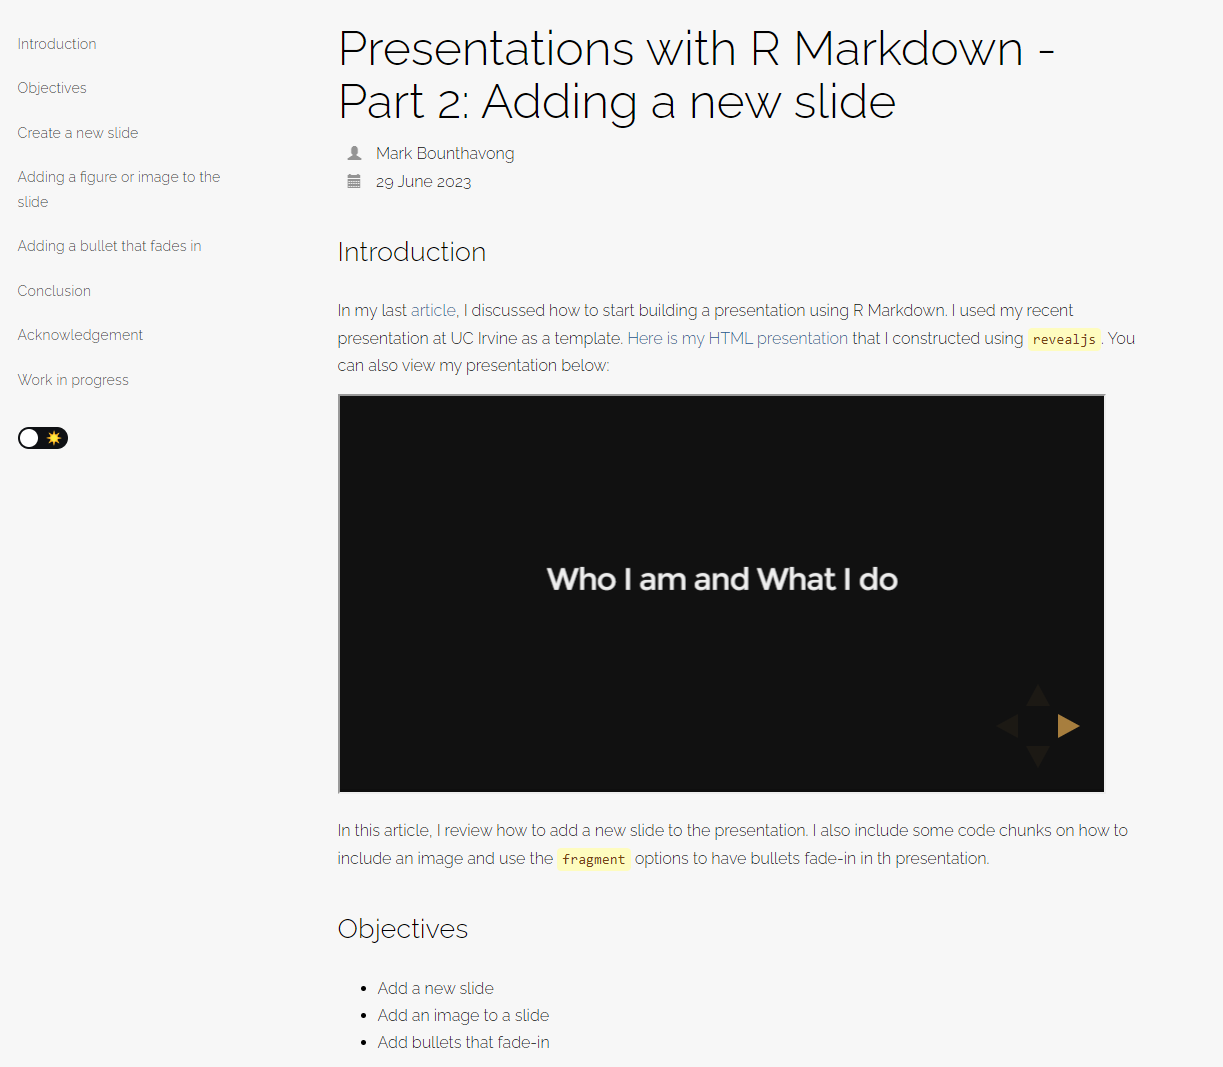 Introduction
Objectives
Create a new slide
Adding a figure or image to the
slide
Adding a bullet that fades in
Conclusion
Acknowledgement
Work in progress
Presentations with R Markdown -
Part 2: Adding a new slide
Mark Bounthavong
29 June 2023
Introduction
In my last article, I discussed how to start building a presentation using R Markdown. I used my recent
presentation at UC Irvine as a template. Here is my HTML presentation that I constructed using revealjs. You
can also view my presentation below:
Who I am and What I do
In this article, I review how to add a new slide to the presentation. I also include some code chunks on how to
include an image and use the fragment options to have bullets fade-in in th presentation.
Objectives
• Add a new slide
• Add an image to a slide
• Add bullets that fade-in